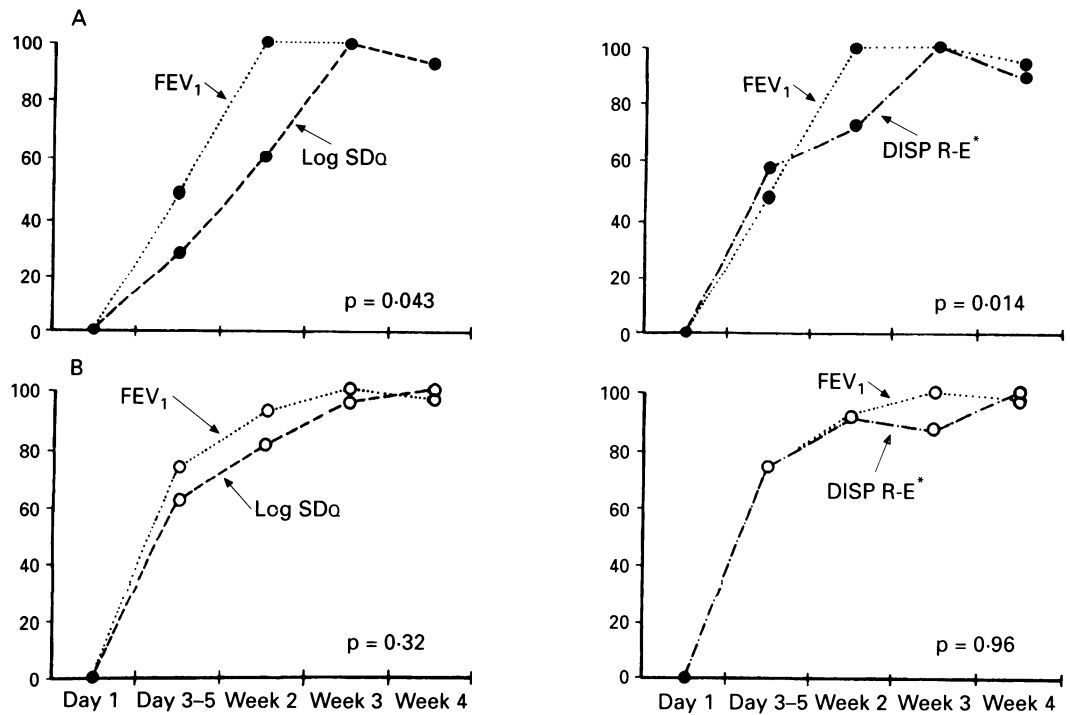 A
100
80
60
40
20
0
FEV1
Log SDQ
p = 0·043
100
80
60
40
20
0
FEV1
DISP R-E*
p = 0·014
B
100
80
60
40
20
0
FEV1
Log SDQ
p = 0·32
Day 1 Day 3–5 Week 2 Week 3 Week 4
100
80
60
40
20
0
FEV1
DISP R-E*
p = 0·96
Day 1 Day 3–5 Week 2 Week 3 Week 4